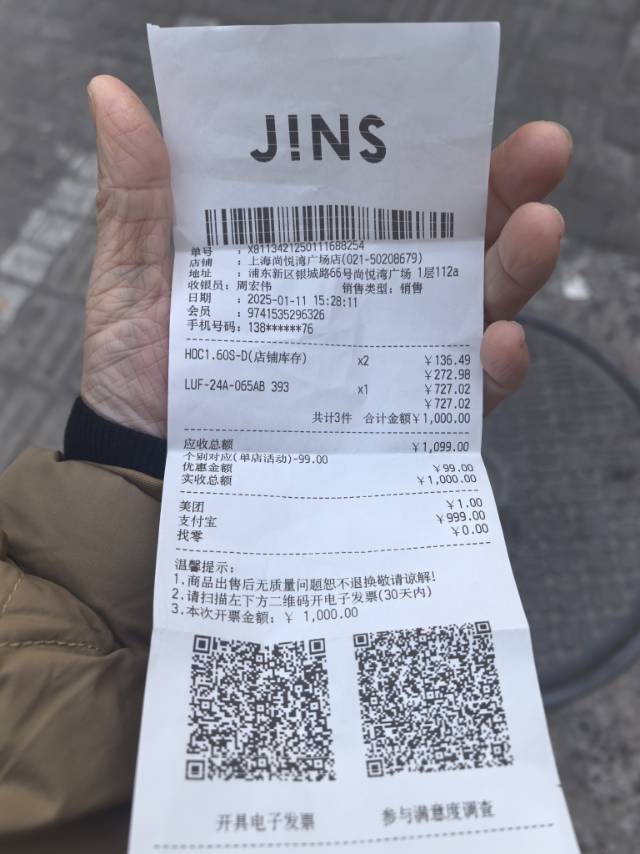 J!NS
单号 : X8113421250111688254
店铺 : 上海尚悦湾广场店(021-50208679)
地址 : 浦东新区银城路66号尚悦湾广场 1层112a
收银员: 周宏伟 销售类型: 销售
日期 : 2025-01-11 15:28:11
会员 : 9741535296326
手机号码: 138******76
HOC1.60S-D(店铺库存) x2 ￥136.49
￥272.98
LUF-24A-065AB 393 x1 ￥727.02
￥727.02
共计3件 合计金额￥1,000.00
应收总额 ￥1,099.00
个别对应(单店活动)-99.00
优惠金额 ￥99.00
实收总额 ￥1,000.00
美团 ￥1.00
支付宝 ￥999.00
找零 ￥0.00
温馨提示:
1.商品出售后无质量问题恕不退换敬请谅解!
2.请扫描左下方二维码开电子发票(30天内)
3.本次开票金额: ￥ 1,000.00
开具电子发票 参与满意度调查